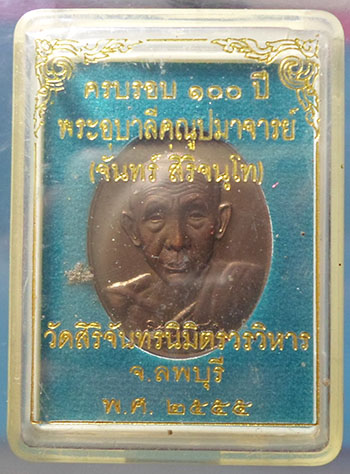 ครบรอบ ๑๐๐ ปี
พระอุบาลีคุณูปมาจารย์
(จันทร์ สิริจนฺโท)
วัดสิริจันทรนิมิตรวรวิหาร
จ.ลพบุรี
พ.ศ. ๒๕๕๕